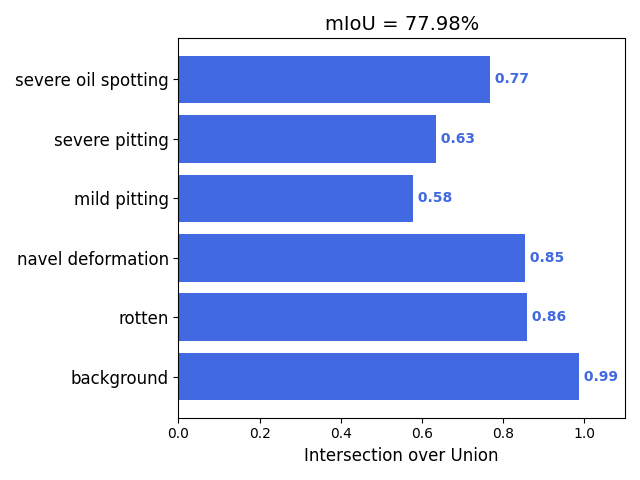 mIoU = 77.98%
severe oil spotting
0.77
severe pitting
0.63
mild pitting
0.58
navel deformation
0.85
rotten
0.86
background
0.99
0.0 0.2 0.4 0.6 0.8 1.0
Intersection over Union